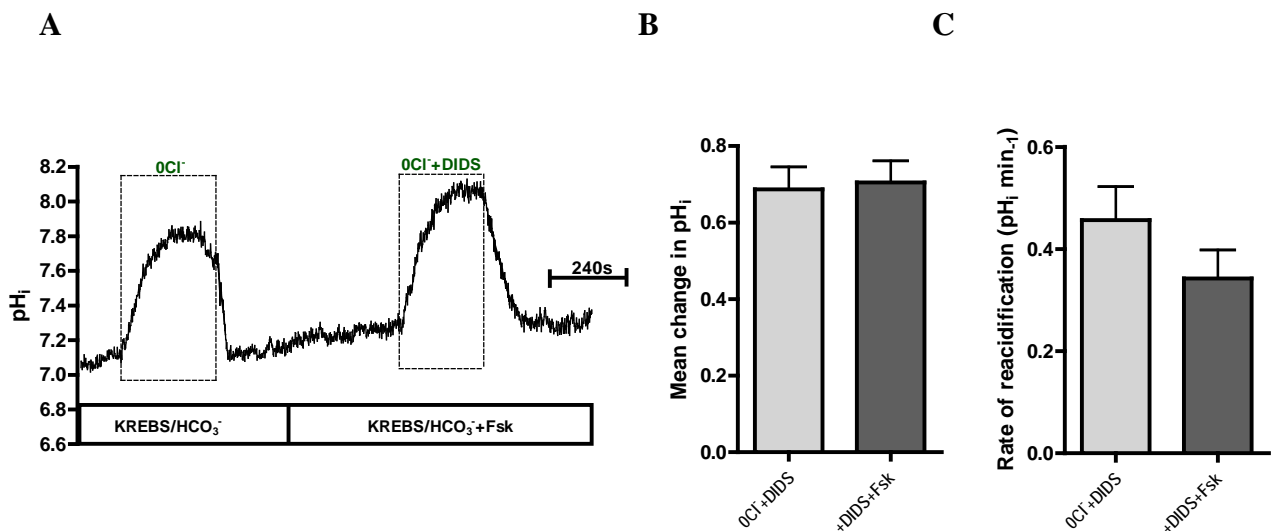 A
B
C
0Cl⁻
0Cl⁻+DIDS
8.2
8.0
7.8
7.6
7.4
7.2
7.0
6.8
6.6
pHᵢ
240s
KREBS/HCO₃⁻
KREBS/HCO₃⁻+Fsk
Mean change in pHᵢ
0.8
0.6
0.4
0.2
0.0
0Cl⁻+DIDS
+DIDS+Fsk
Rate of reacidification (pHᵢ min₋₁)
0.6
0.4
0.2
0.0
0Cl⁻+DIDS
+DIDS+Fsk